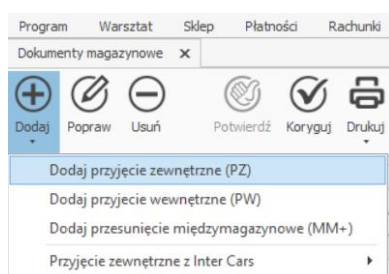 Program Warsztat Sklep Płatności Rachunki
Dokumenty magazynowe
Dodaj Popraw Usuń Potwierdź Koryguj Drukuj
Dodaj przyjęcie zewnętrzne (PZ)
Dodaj przyjecie wewnętrzne (PW)
Dodaj przesunięcie międzymagazynowe (MM+)
Przyjęcie zewnętrzne z Inter Cars